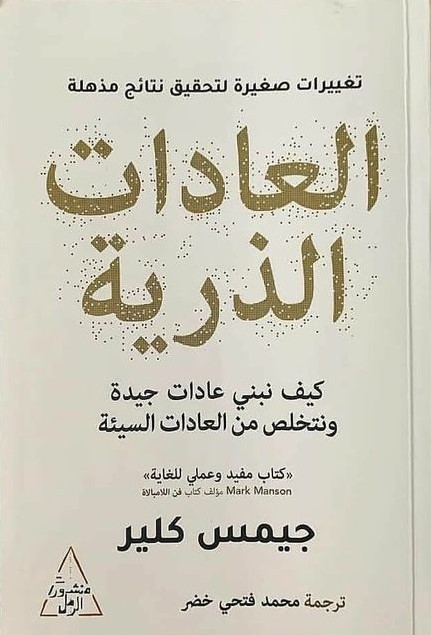 تغييرات صغيرة لتحقيق نتائج مذهلة
العادات
الذرية
كيف نبني عادات جيدة
ونتخلص من العادات السيئة
«كتاب مفيد وعملي للغاية»
Mark Manson مؤلف كتاب فن اللامبالاة
جيمس كلير
ترجمة محمد فتحي خضر
منشورات
الرمل